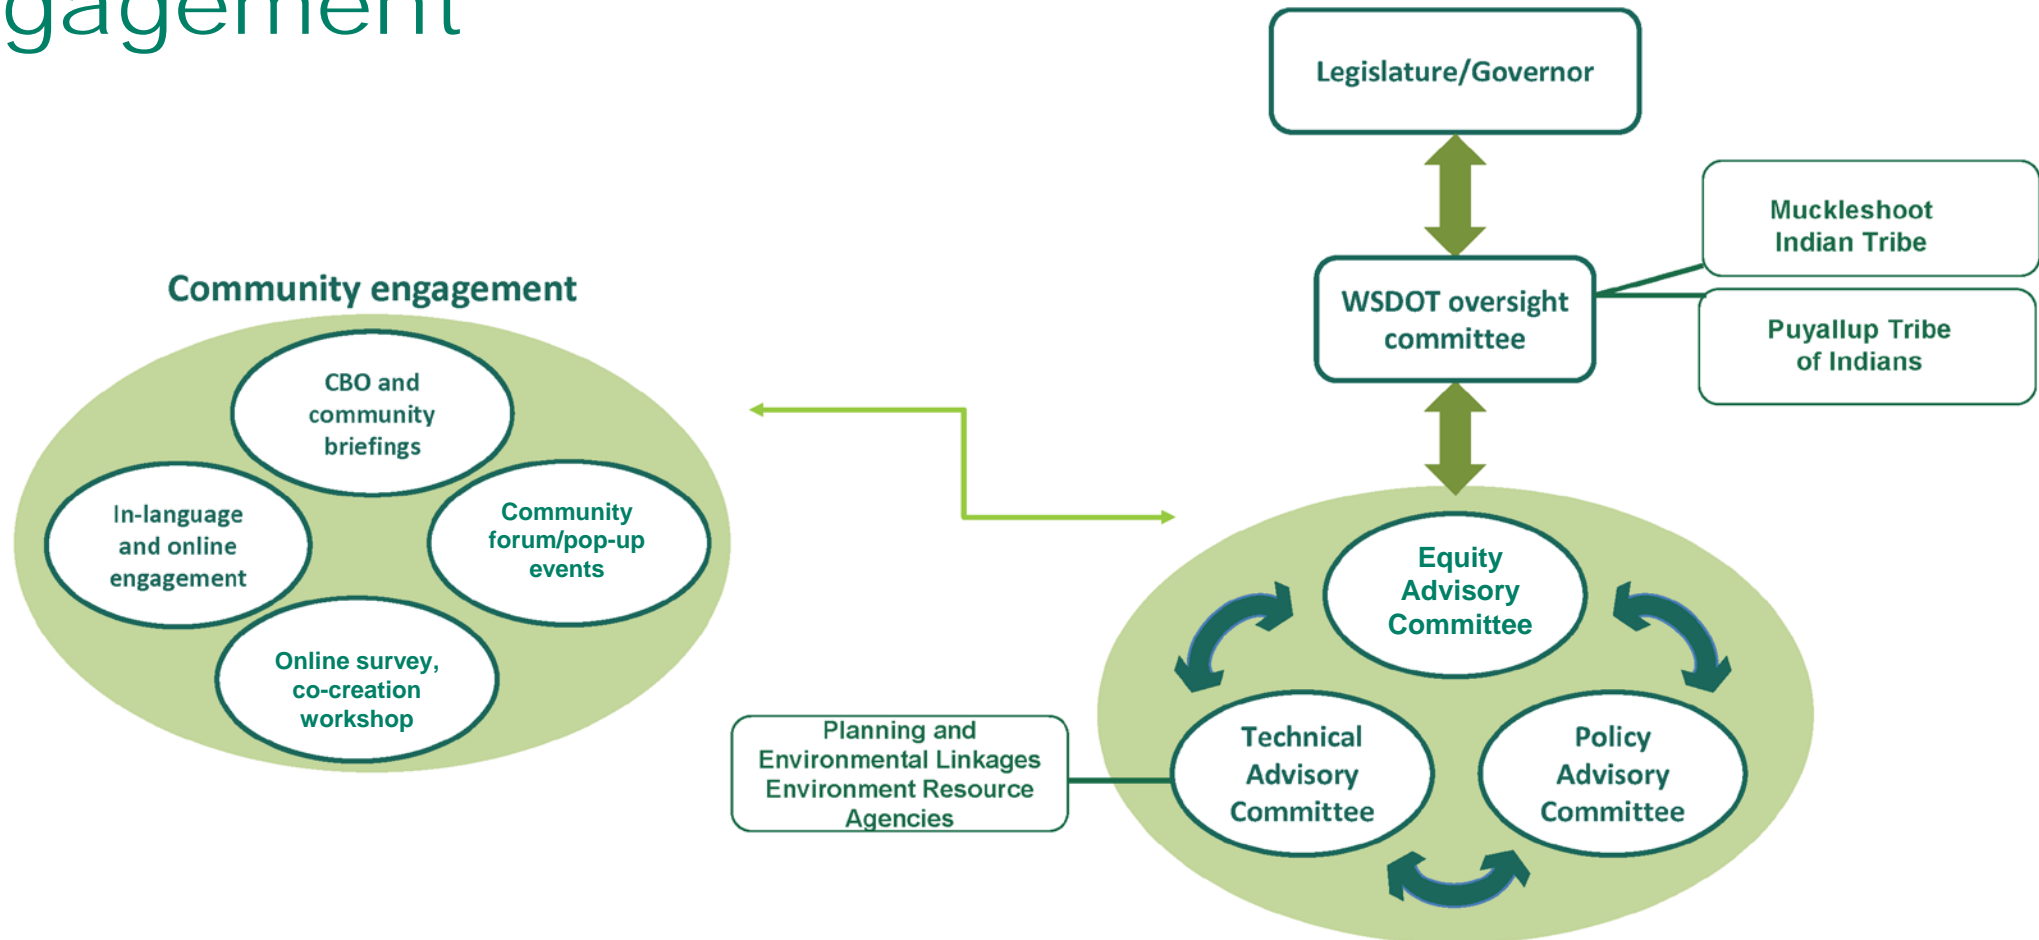 gagement
Legislature/Governor
Muckleshoot
Indian Tribe
WSDOT oversight
committee
Puyallup Tribe
of Indians
Community engagement
CBO and
community
briefings
In-language
and online
engagement
Community
forum/pop-up
events
Online survey,
co-creation
workshop
Equity
Advisory
Committee
Planning and
Environmental Linkages
Environment Resource
Agencies
Technical
Advisory
Committee
Policy
Advisory
Committee